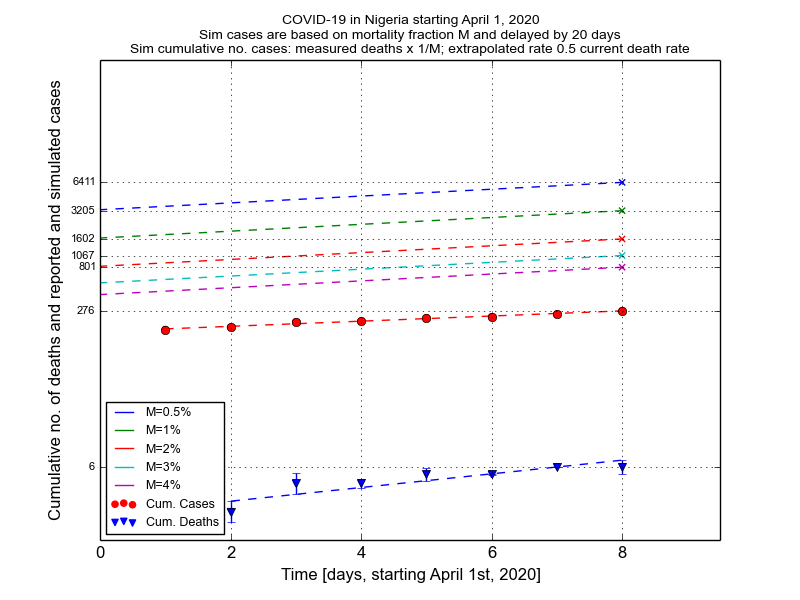 COVID-19 in Nigeria starting April 1, 2020
Sim cases are based on mortality fraction M and delayed by 20 days
Sim cumulative no. cases: measured deaths x 1/M; extrapolated rate 0.5 current death rate
Cumulative no. of deaths and reported and simulated cases
6411
3205
1602
1067
801
276
6
M=0.5%
M=1%
M=2%
M=3%
M=4%
Cum. Cases
Cum. Deaths
0 2 4 6 8
Time [days, starting April 1st, 2020]